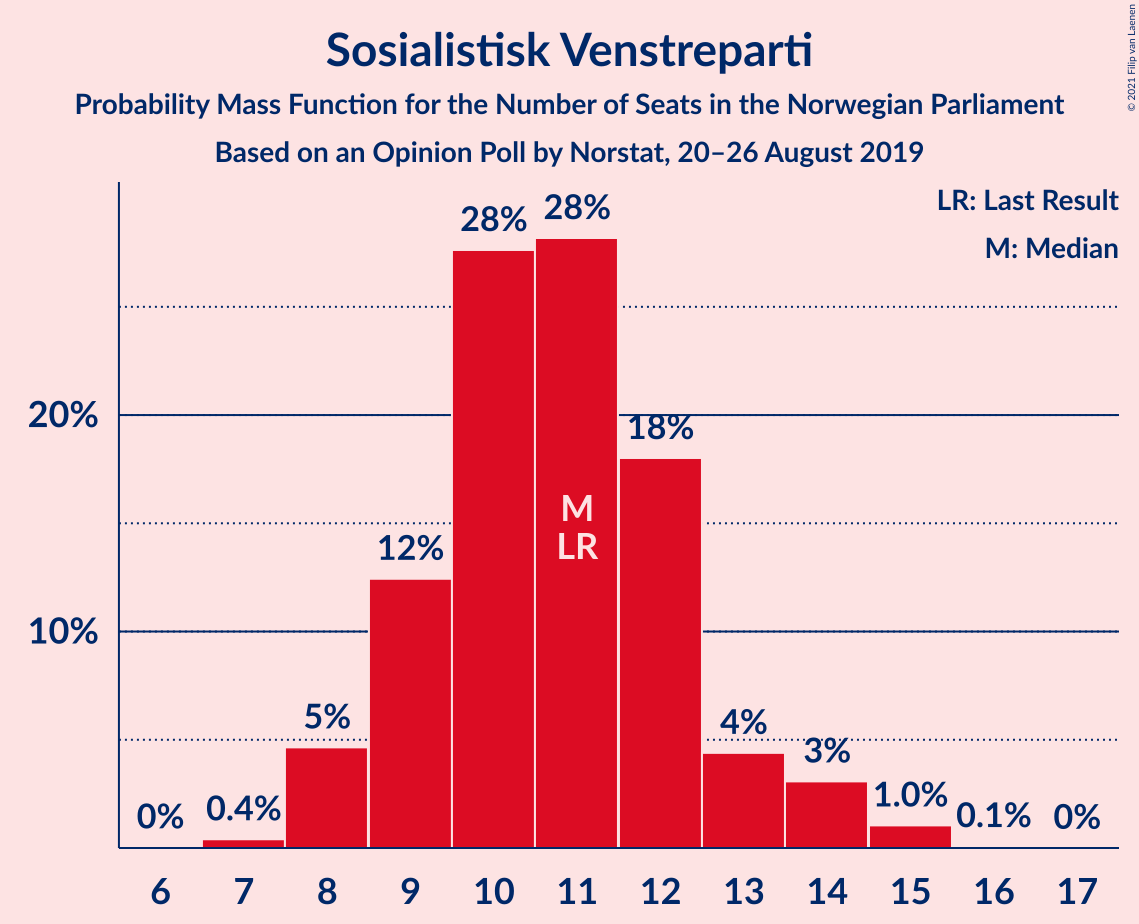 Sosialistisk Venstreparti
Probability Mass Function for the Number of Seats in the Norwegian Parliament
Based on an Opinion Poll by Norstat, 20–26 August 2019
© 2021 Filip van Laenen
LR: Last Result
M: Median
20%
10%
0%
0.4%
5%
12%
28%
28%
18%
4%
3%
1.0%
0.1%
0%
M
LR
6 7 8 9 10 11 12 13 14 15 16 17